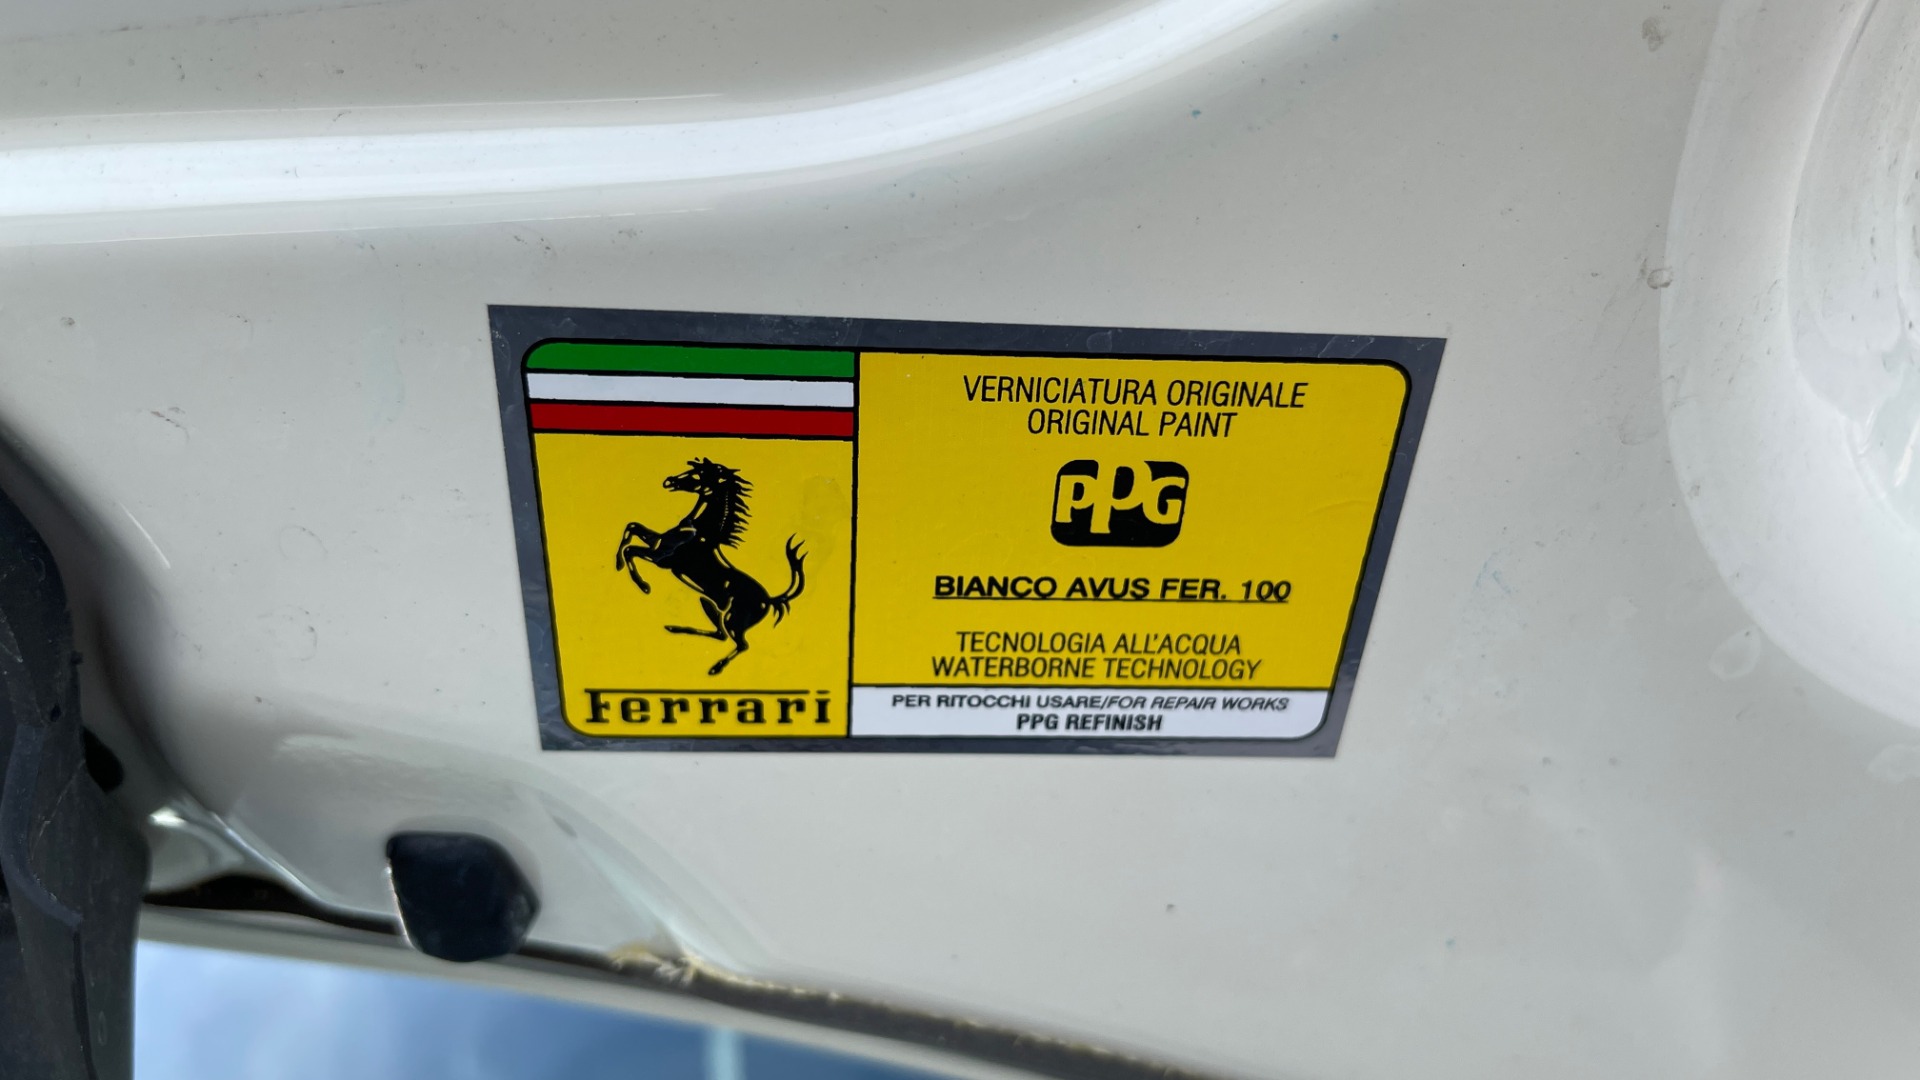 VERNICIATURA ORIGINALE
ORIGINAL PAINT
PPG
BIANCO AVUS FER. 100
TECNOLOGIA ALL'ACQUA
WATERBORNE TECHNOLOGY
PER RITOCCHI USARE/FOR REPAIR WORKS
PPG REFINISH
Ferrari